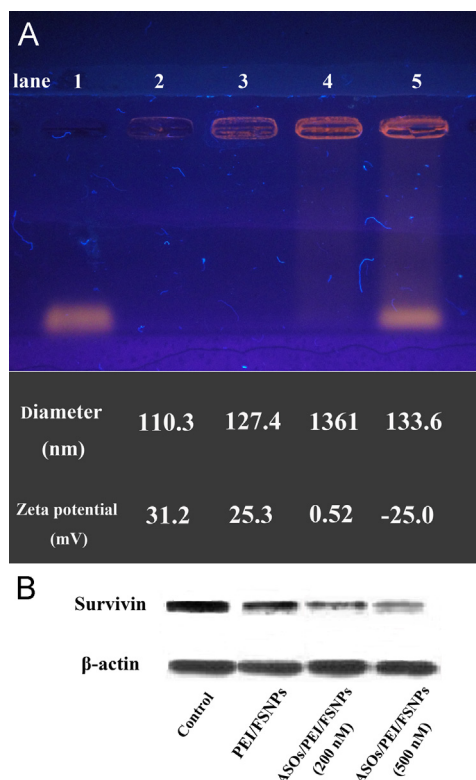 A
lane 1 2 3 4 5
Diameter
(nm)
110.3 127.4 1361 133.6
Zeta potential
(mV)
31.2 25.3 0.52 -25.0
B
Survivin
β-actin
Control
PEI/FSNPs
ASOs/PEI/FSNPs
(200 nM)
ASOs/PEI/FSNPs
(500 nM)